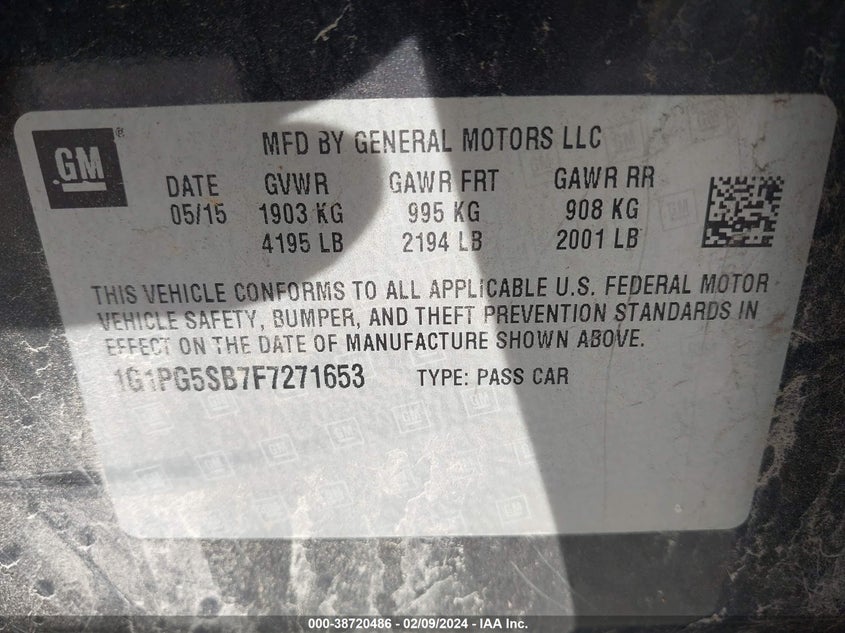 GM ® MFD BY GENERAL MOTORS LLC
DATE GVWR GAWR FRT GAWR RR
05/15 1903 KG 995 KG 908 KG
4195 LB 2194 LB 2001 LB
THIS VEHICLE CONFORMS TO ALL APPLICABLE U.S. FEDERAL MOTOR
VEHICLE SAFETY, BUMPER, AND THEFT PREVENTION STANDARDS IN
EFFECT ON THE DATE OF MANUFACTURE SHOWN ABOVE.
1G1PG5SB7F7271653 TYPE: PASS CAR
000-38720486 - 02/09/2024 - IAA Inc.